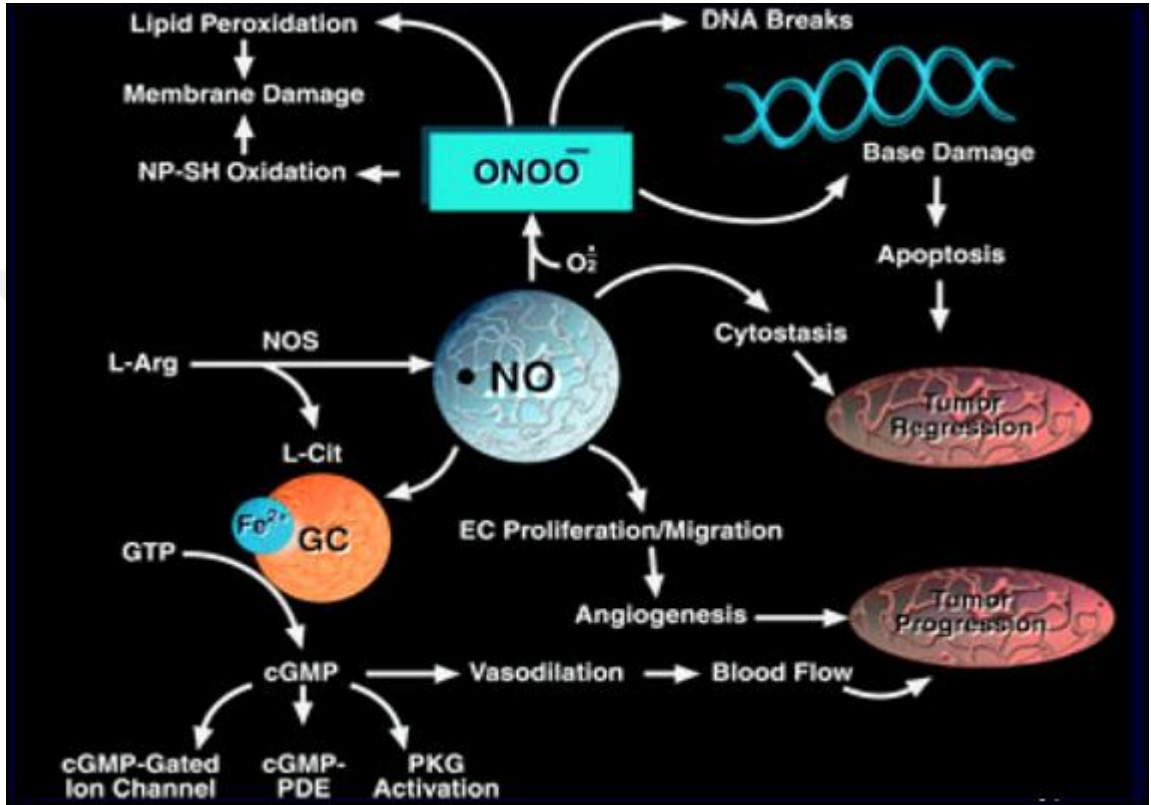 Lipid Peroxidation
DNA Breaks
Membrane Damage
NP-SH Oxidation
ONOO⁻
Base Damage
O₂•̄
Apoptosis
NOS
L-Arg
• NO
Cytostasis
Tumor
Regression
L-Cit
Fe²⁺
GC
GTP
EC Proliferation/Migration
Angiogenesis
Tumor
Progression
cGMP
Vasodilation
Blood Flow
cGMP-Gated
Ion Channel
cGMP-
PDE
PKG
Activation